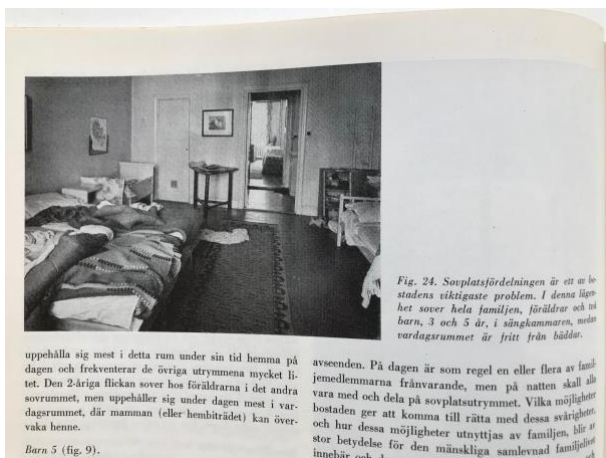 Fig. 24. Sovplatsfördelningen är ett av bo-
stadens viktigaste problem. I denna lägen-
het sover hela familjen, föräldrar och två
barn, 3 och 5 år, i sängkammaren, medan
vardagsrummet är fritt från bäddar.
uppehålla sig mest i detta rum under sin tid hemma på
dagen och frekventerar de övriga utrymmena mycket li-
tet. Den 2-åriga flickan sover hos föräldrarna i det andra
sovrummet, men uppehåller sig under dagen mest i var-
dagsrummet, där mamman (eller hembiträdet) kan över-
vaka henne.
Barn 5 (fig. 9).
avseenden. På dagen är som regel en eller flera av famil-
jemedlemmarna frånvarande, men på natten skall alla
vara med och dela på sovplatsutrymmet. Vilka möjligheter
bostaden ger att komma till rätta med dessa svårigheter,
och hur dessa möjligheter utnyttjas av familjen, blir av
stor betydelse för den mänskliga samlevnad familjelivet
innebär och